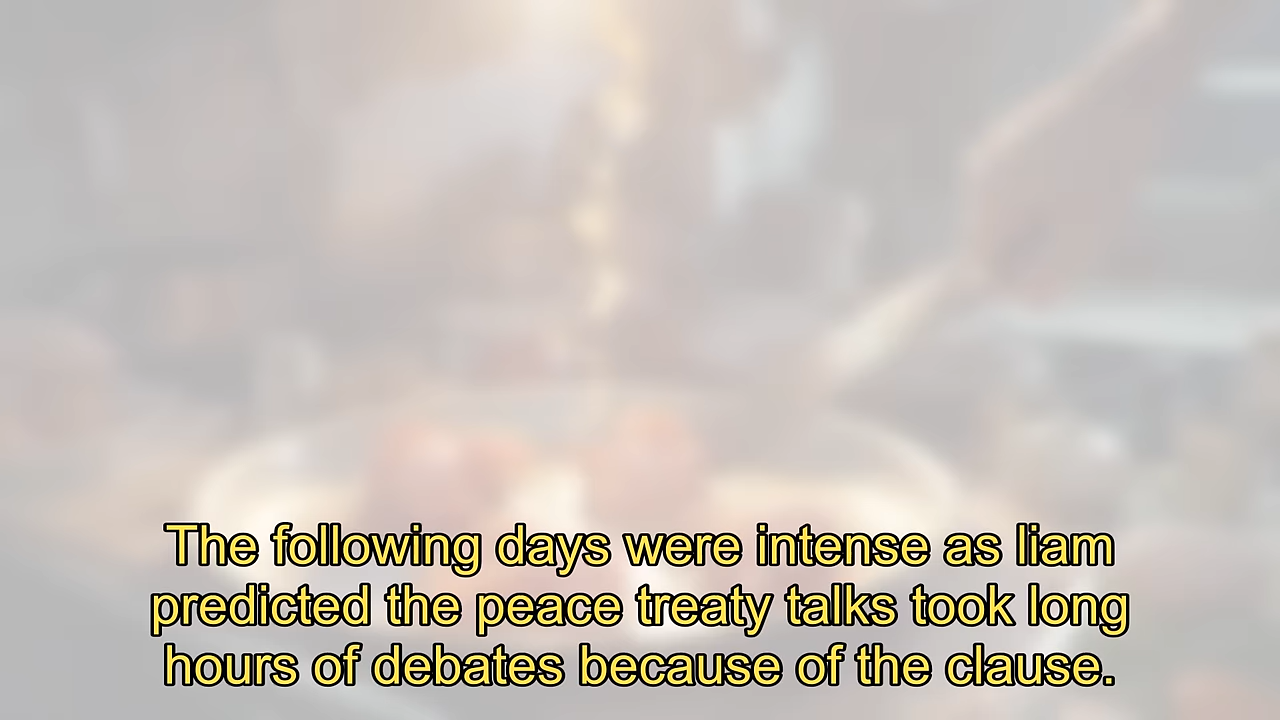 The following days were intense as liam
predicted the peace treaty talks took long
hours of debates because of the clause.